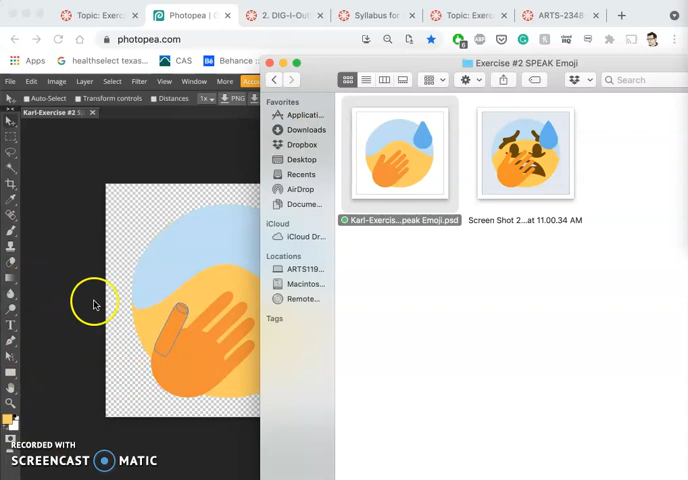 Topic: Exerc
Photopea | O
2. DIG-I-Out
Syllabus for
Topic: Exerc
ARTS-2348
photopea.com
Apps
healthselect texas...
CAS
Behance ::
Exercise #2 SPEAK Emoji
File Edit Image Layer Select Filter View Window More Acco
Search
Auto-Select Transform controls Distances 1x PNG
Karl-Exercise #2 S
Favorites
Applicati...
Downloads
Dropbox
Desktop
Recents
AirDrop
Docume...
iCloud
iCloud Dr...
Locations
ARTS119...
Macintos...
Remote...
Tags
Karl-Exercis...peak Emoji.psd
Screen Shot 2...at 11.00.34 AM
RECORDED WITH
SCREENCAST MATIC